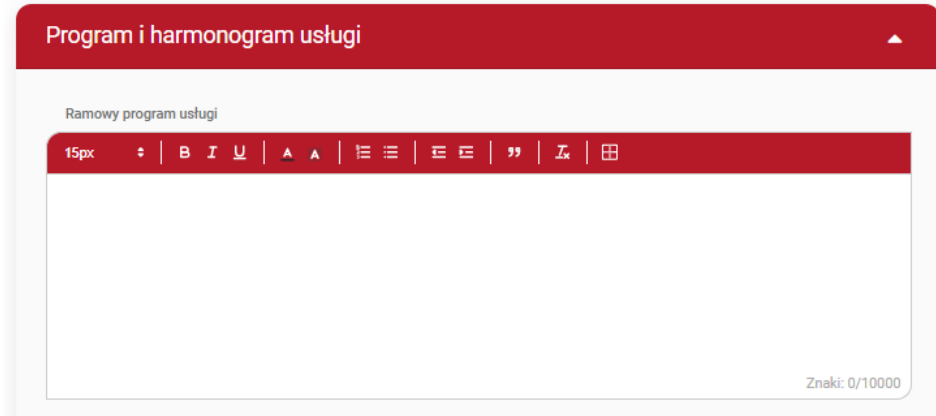 Program i harmonogram usługi
Ramowy program usługi
15px B I U A A
Znaki: 0/10000